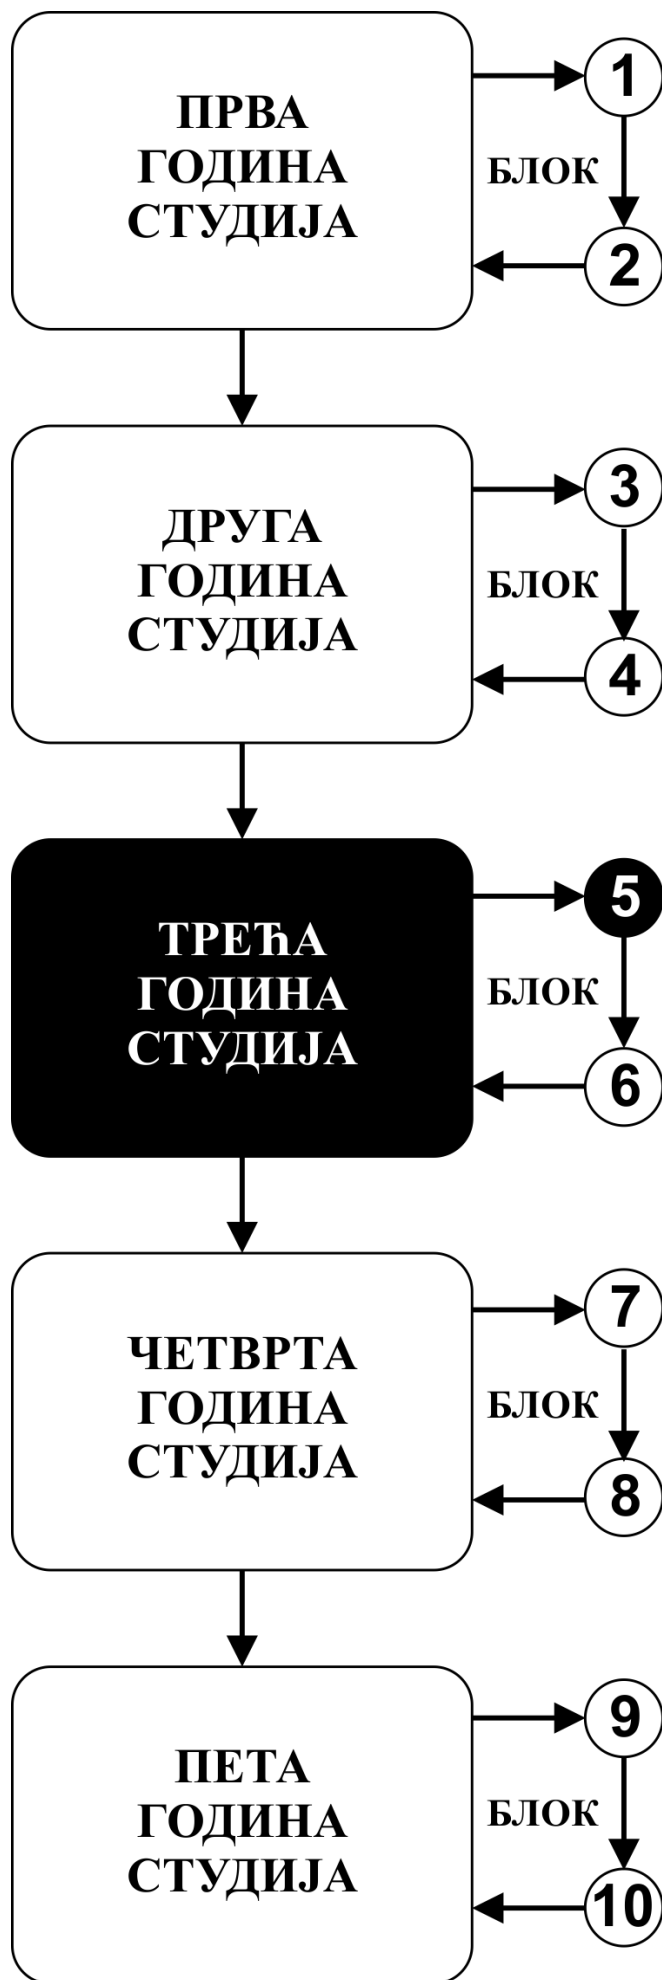 ПРВА
ГОДИНА
СТУДИЈА
1
БЛОК
2
ДРУГА
ГОДИНА
СТУДИЈА
3
БЛОК
4
ТРЕЋА
ГОДИНА
СТУДИЈА
5
БЛОК
6
ЧЕТВРТА
ГОДИНА
СТУДИЈА
7
БЛОК
8
ПЕТА
ГОДИНА
СТУДИЈА
9
БЛОК
10